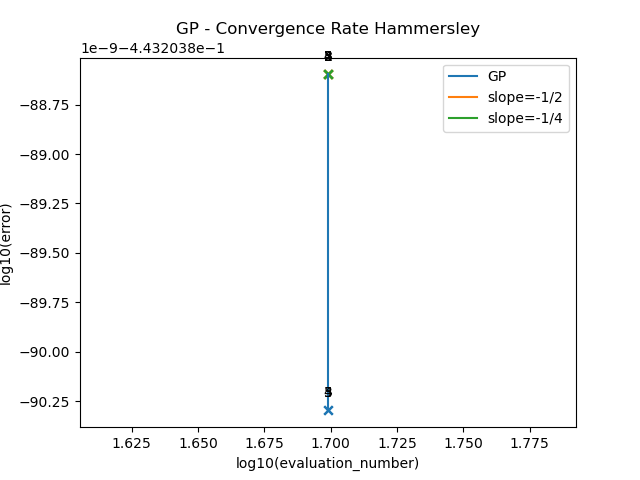 GP - Convergence Rate Hammersley
1e−9−4.432038e−1
GP
slope=-1/2
slope=-1/4
−88.75
−89.00
−89.25
−89.50
−89.75
−90.00
−90.25
log10(error)
1.625
1.650
1.675
1.700
1.725
1.750
1.775
log10(evaluation_number)